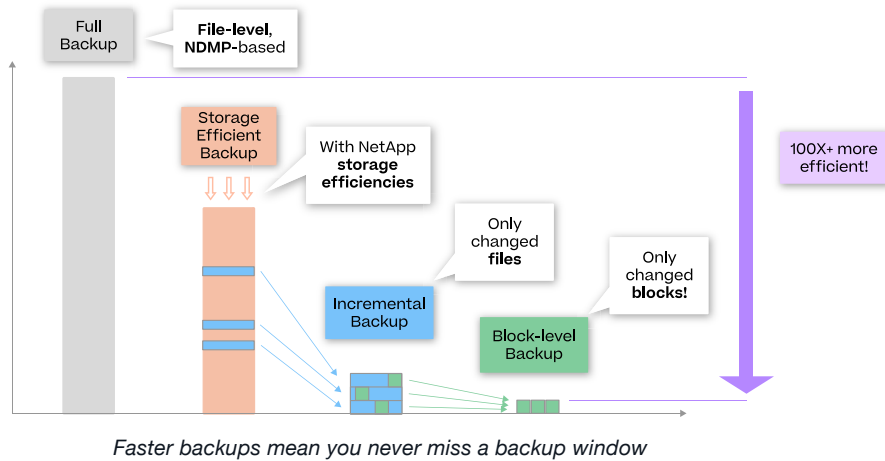 Full
Backup
File-level,
NDMP-based
Storage
Efficient
Backup
With NetApp
storage
efficiencies
100X+ more
efficient!
Only
changed
files
Only
changed
blocks!
Incremental
Backup
Block-level
Backup
Faster backups mean you never miss a backup window